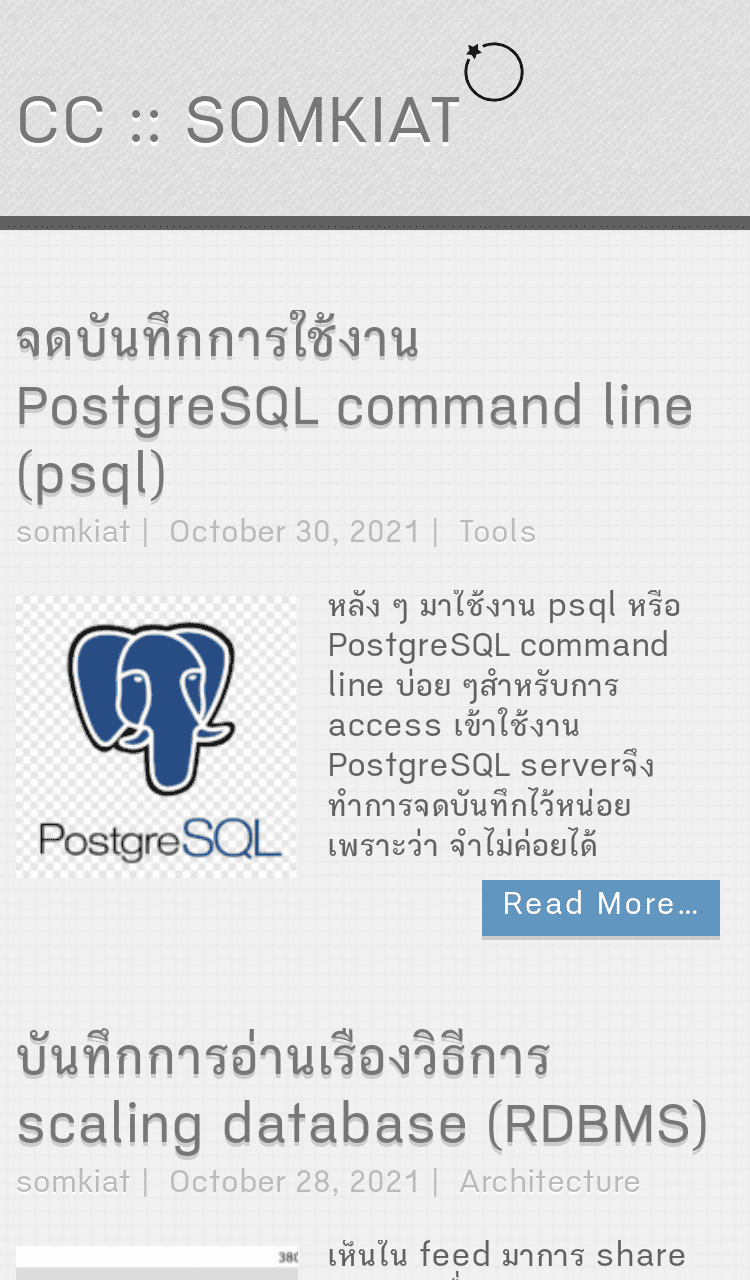 CC :: SOMKIAT
จดบันทึกการใช้งาน
PostgreSQL command line
(psql)
somkiat | October 30, 2021 | Tools
PostgreSQL
หลัง ๆ มาใช้งาน psql หรือ
PostgreSQL command
line บ่อย ๆสำหรับการ
access เข้าใช้งาน
PostgreSQL serverจึง
ทำการจดบันทึกไว้หน่อย
เพราะว่า จำไม่ค่อยได้
Read More…
บันทึกการอ่านเรื่องวิธีการ
scaling database (RDBMS)
somkiat | October 28, 2021 | Architecture
380
เห็นใน feed มาการ share